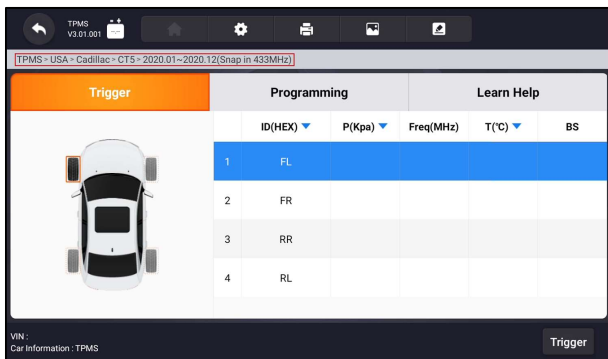 TPMS
V3.01.001
--.--
TPMS > USA > Cadillac > CT5 > 2020.01~2020.12(Snap in 433MHz)
Trigger Programming Learn Help
ID(HEX) P(Kpa) Freq(MHz) T(℃) BS
1 FL
2 FR
3 RR
4 RL
VIN :
Car Information : TPMS
Trigger